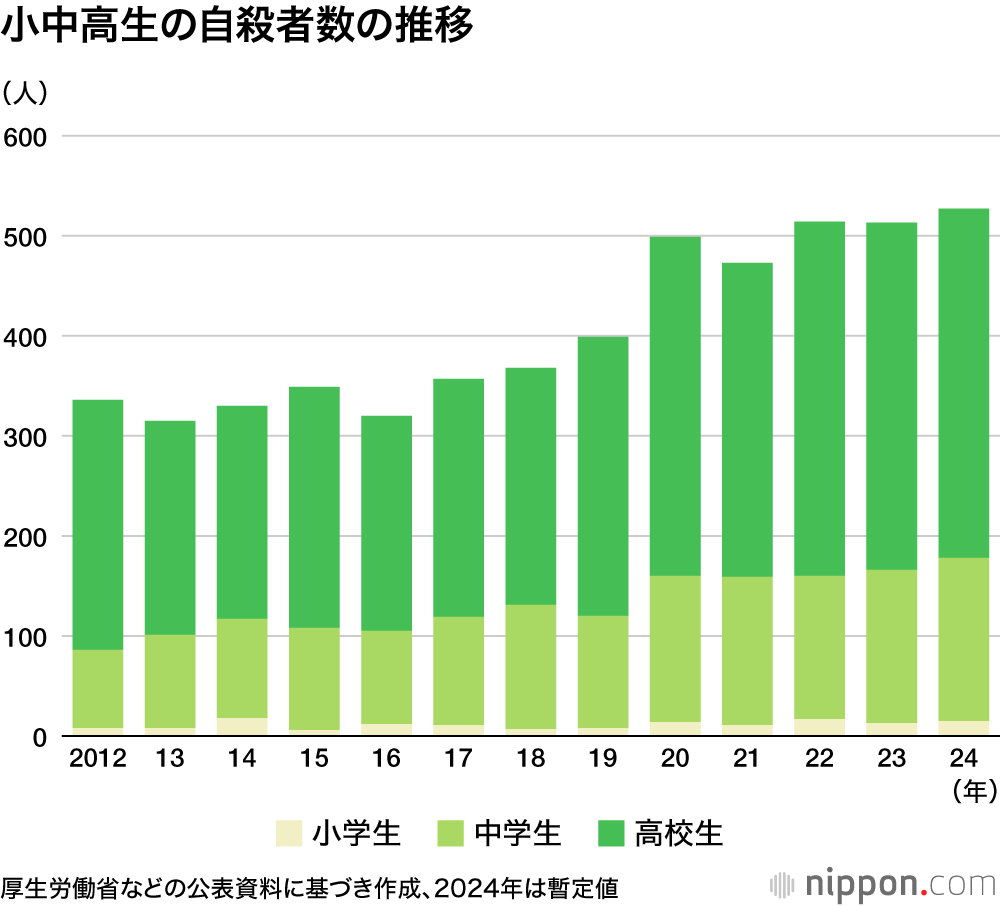 小中高生の自殺者数の推移
（人）
600
500
400
300
200
100
0
2012 13 14 15 16 17 18 19 20 21 22 23 24
（年）
小学生 中学生 高校生
厚生労働省などの公表資料に基づき作成、2024年は暫定値
nippon.com